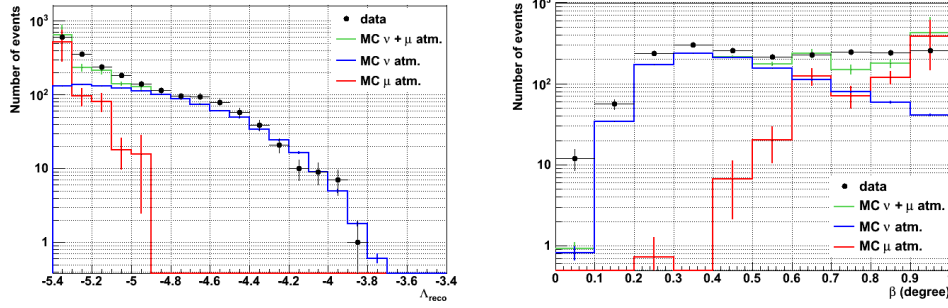 Number of events
10³
10²
10
1
data
MC ν + μ atm.
MC ν atm.
MC μ atm.
-5.4 -5.2 -5 -4.8 -4.6 -4.4 -4.2 -4 -3.8 -3.6 -3.4
Λreco
Number of events
10³
10²
10
1
data
MC ν + μ atm.
MC ν atm.
MC μ atm.
0 0.1 0.2 0.3 0.4 0.5 0.6 0.7 0.8 0.9
β (degree)